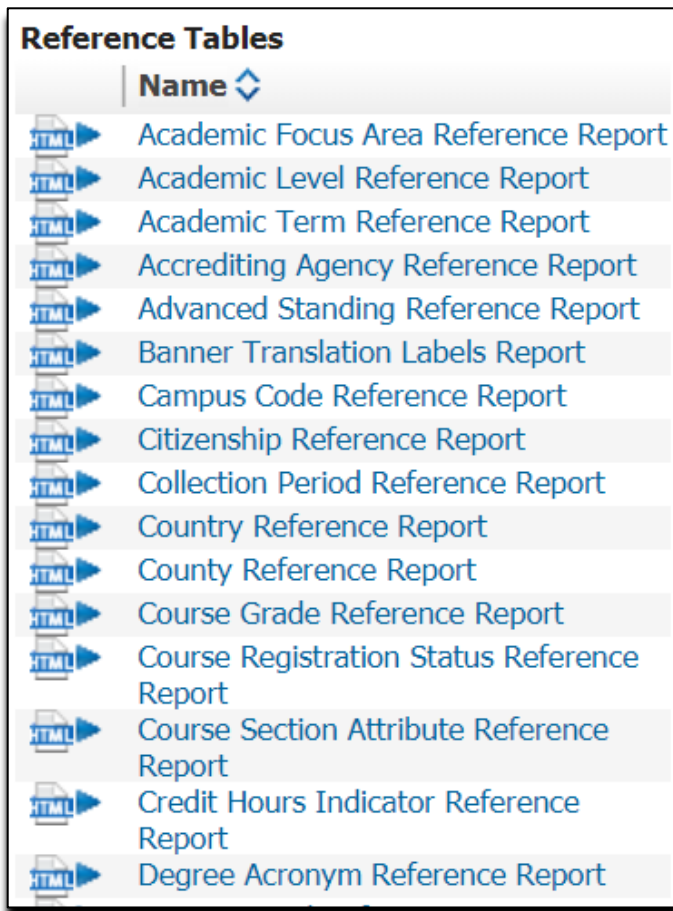 Reference Tables
Name
HTML Academic Focus Area Reference Report
HTML Academic Level Reference Report
HTML Academic Term Reference Report
HTML Accrediting Agency Reference Report
HTML Advanced Standing Reference Report
HTML Banner Translation Labels Report
HTML Campus Code Reference Report
HTML Citizenship Reference Report
HTML Collection Period Reference Report
HTML Country Reference Report
HTML County Reference Report
HTML Course Grade Reference Report
HTML Course Registration Status Reference
Report
HTML Course Section Attribute Reference
Report
HTML Credit Hours Indicator Reference
Report
HTML Degree Acronym Reference Report